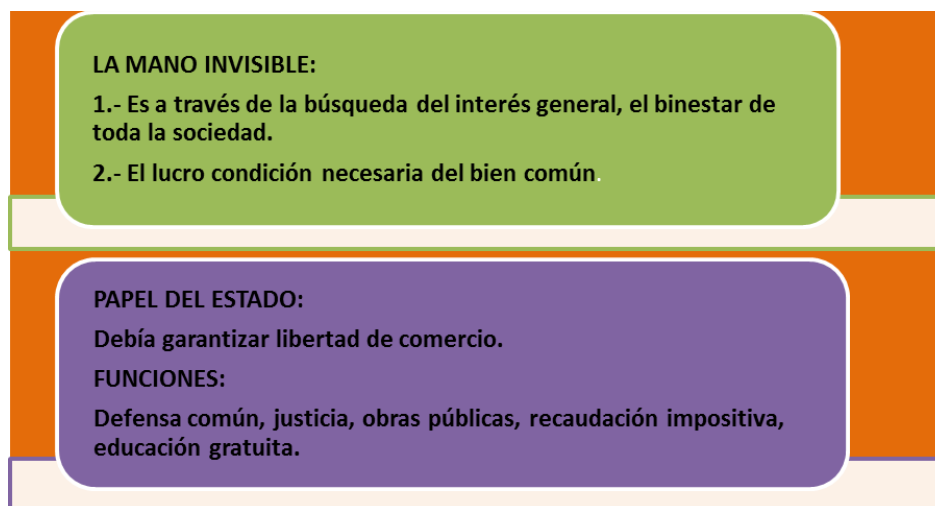 LA MANO INVISIBLE:
1.- Es a través de la búsqueda del interés general, el binestar de
toda la sociedad.
2.- El lucro condición necesaria del bien común.
PAPEL DEL ESTADO:
Debía garantizar libertad de comercio.
FUNCIONES:
Defensa común, justicia, obras públicas, recaudación impositiva,
educación gratuita.